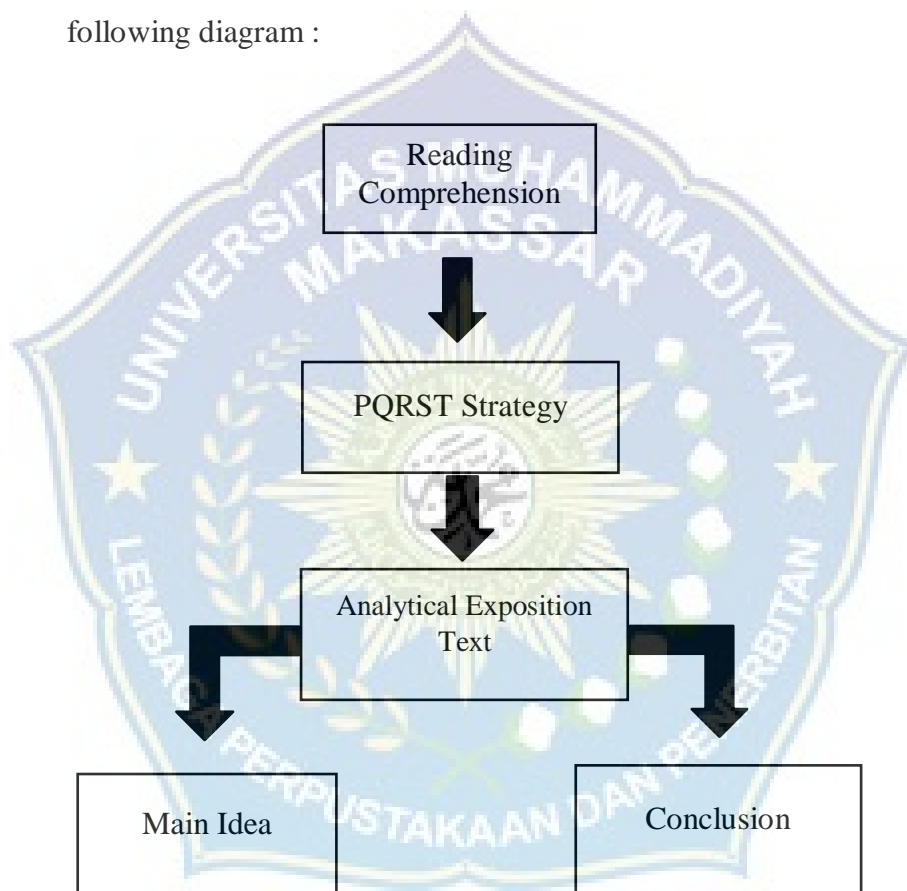 following diagram :
UNIVERSITAS MUHAMMADIYAH
MAKASSAR
Reading
Comprehension
PQRST Strategy
Analytical Exposition
Text
Main Idea
Conclusion
LEMBAGA PERPUSTAKAAN DAN PENERBITAN